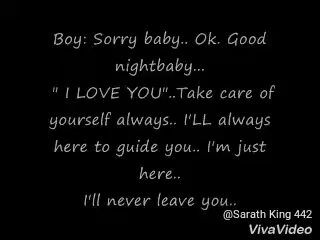 Boy: Sorry baby.. Ok. Good
nightbaby...
" I LOVE YOU"..Take care of
yourself always.. I'LL always
here to guide you.. I'm just
here..
I'll never leave you..
@Sarath King 442
VivaVideo